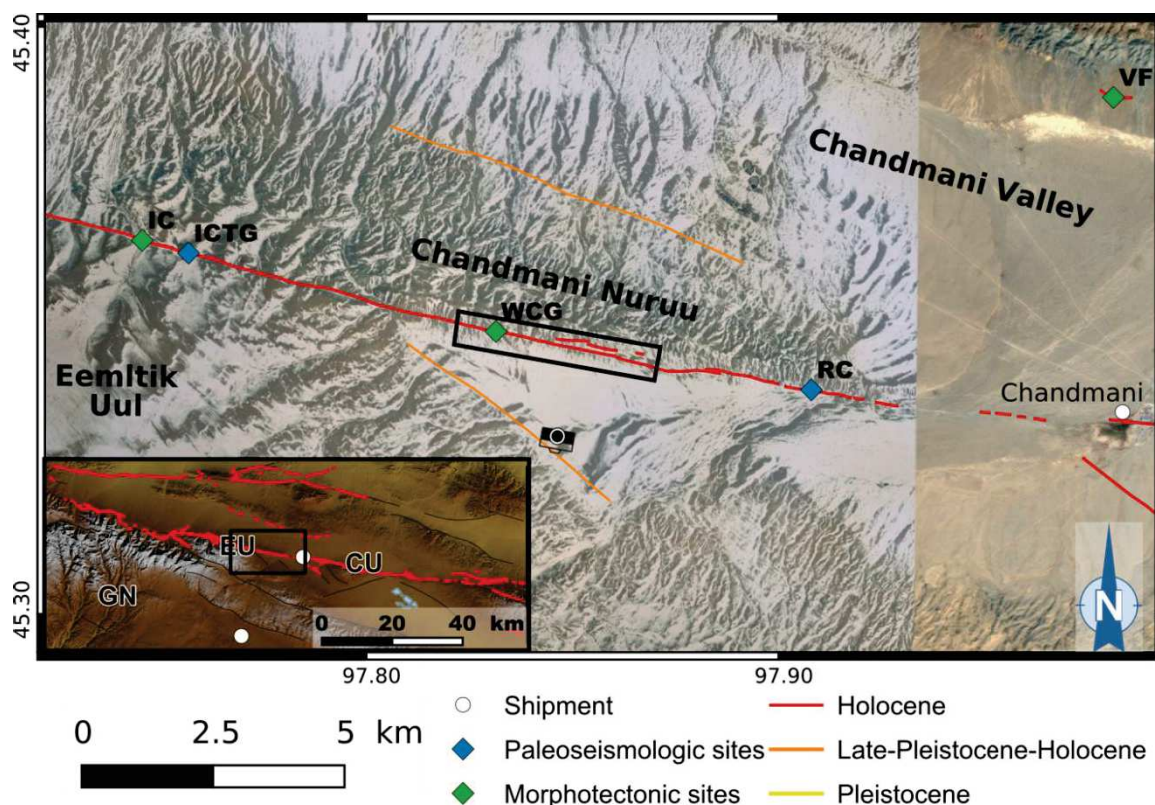 45.40
VF
Chandmani Valley
IC
ICTG
Chandmani Nuruu
WCG
RC
Eemltik
Uul
Chandmani
EU
CU
GN
0 20 40 km
N
45.30
97.80 97.90
0 2.5 5 km
Shipment
Holocene
Paleoseismologic sites
Late-Pleistocene-Holocene
Morphotectonic sites
Pleistocene